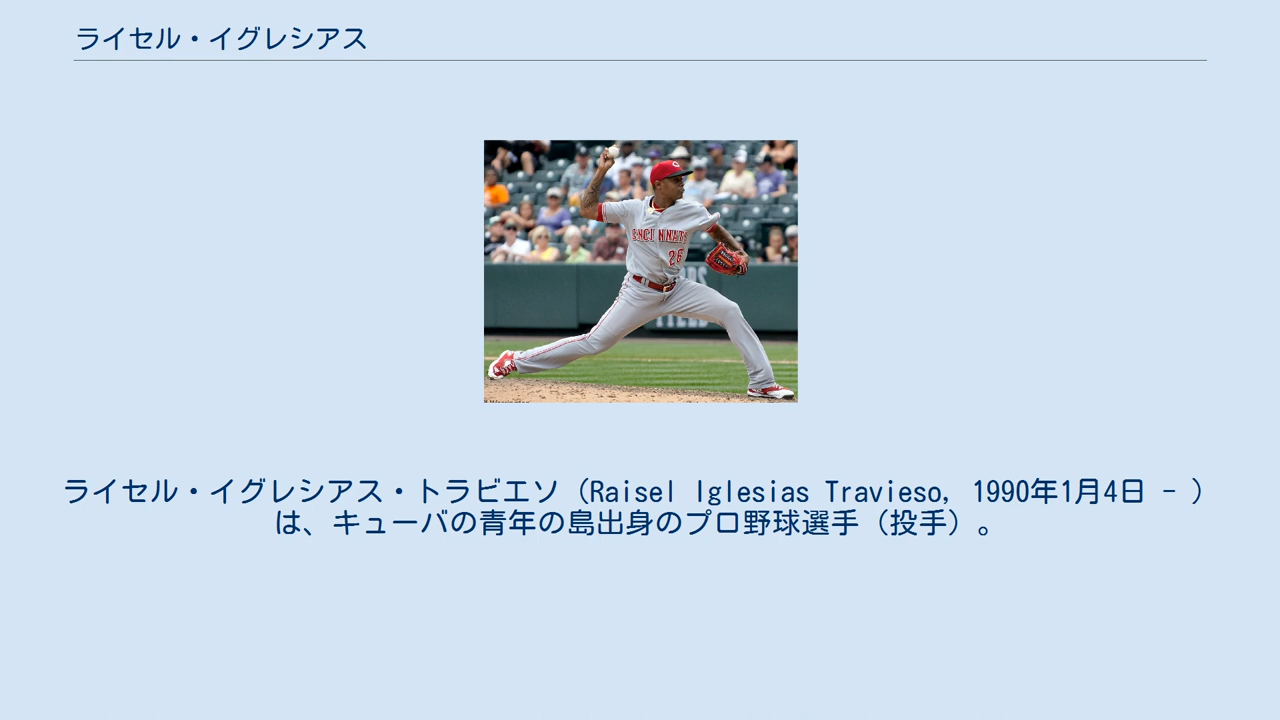 ライセル・イグレシアス
C
CINCINNATI
26
ライセル・イグレシアス・トラビエソ（Raisel Iglesias Travieso, 1990年1月4日 - ）
は、キューバの青年の島出身のプロ野球選手（投手）。